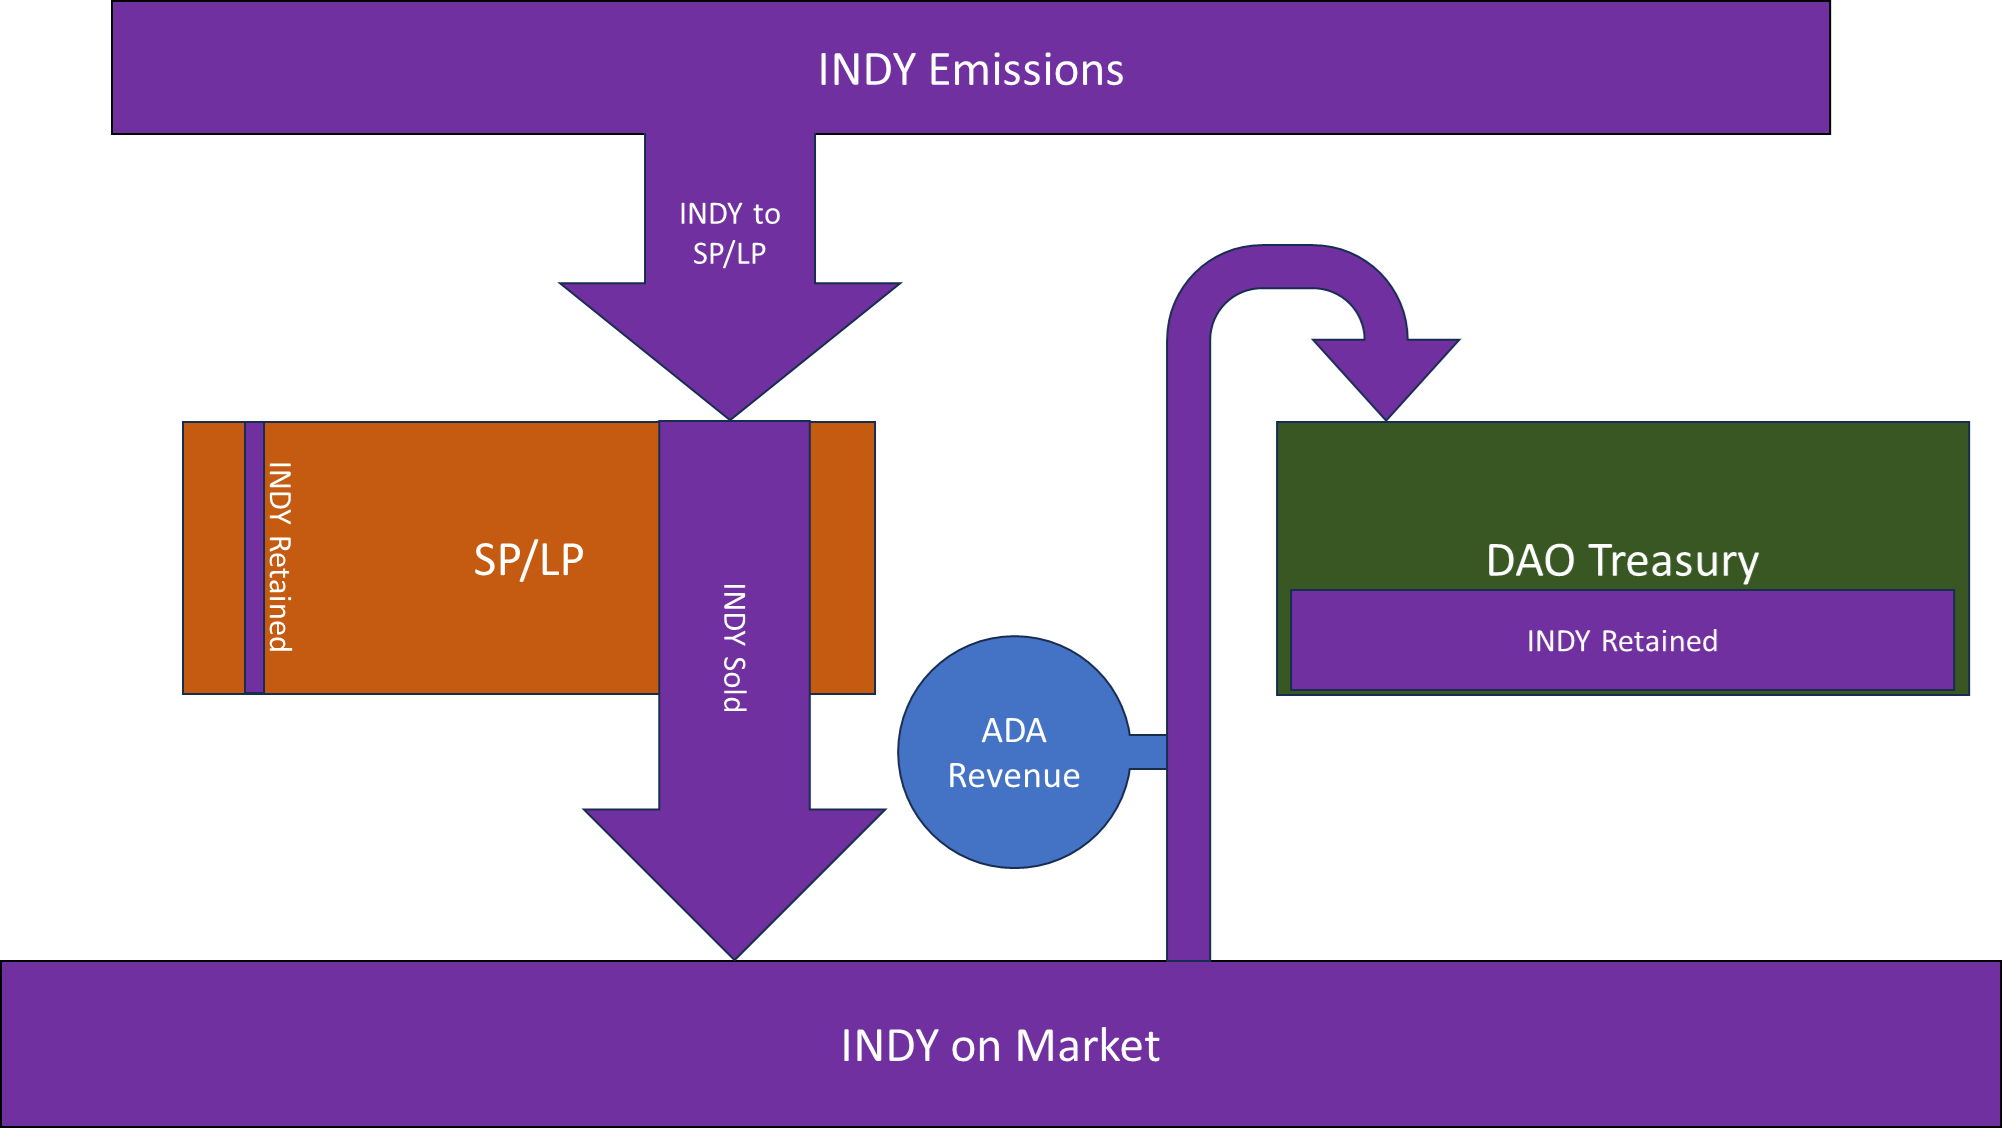 INDY Emissions
INDY to
SP/LP
INDY Retained
SP/LP
INDY Sold
ADA
Revenue
DAO Treasury
INDY Retained
INDY on Market